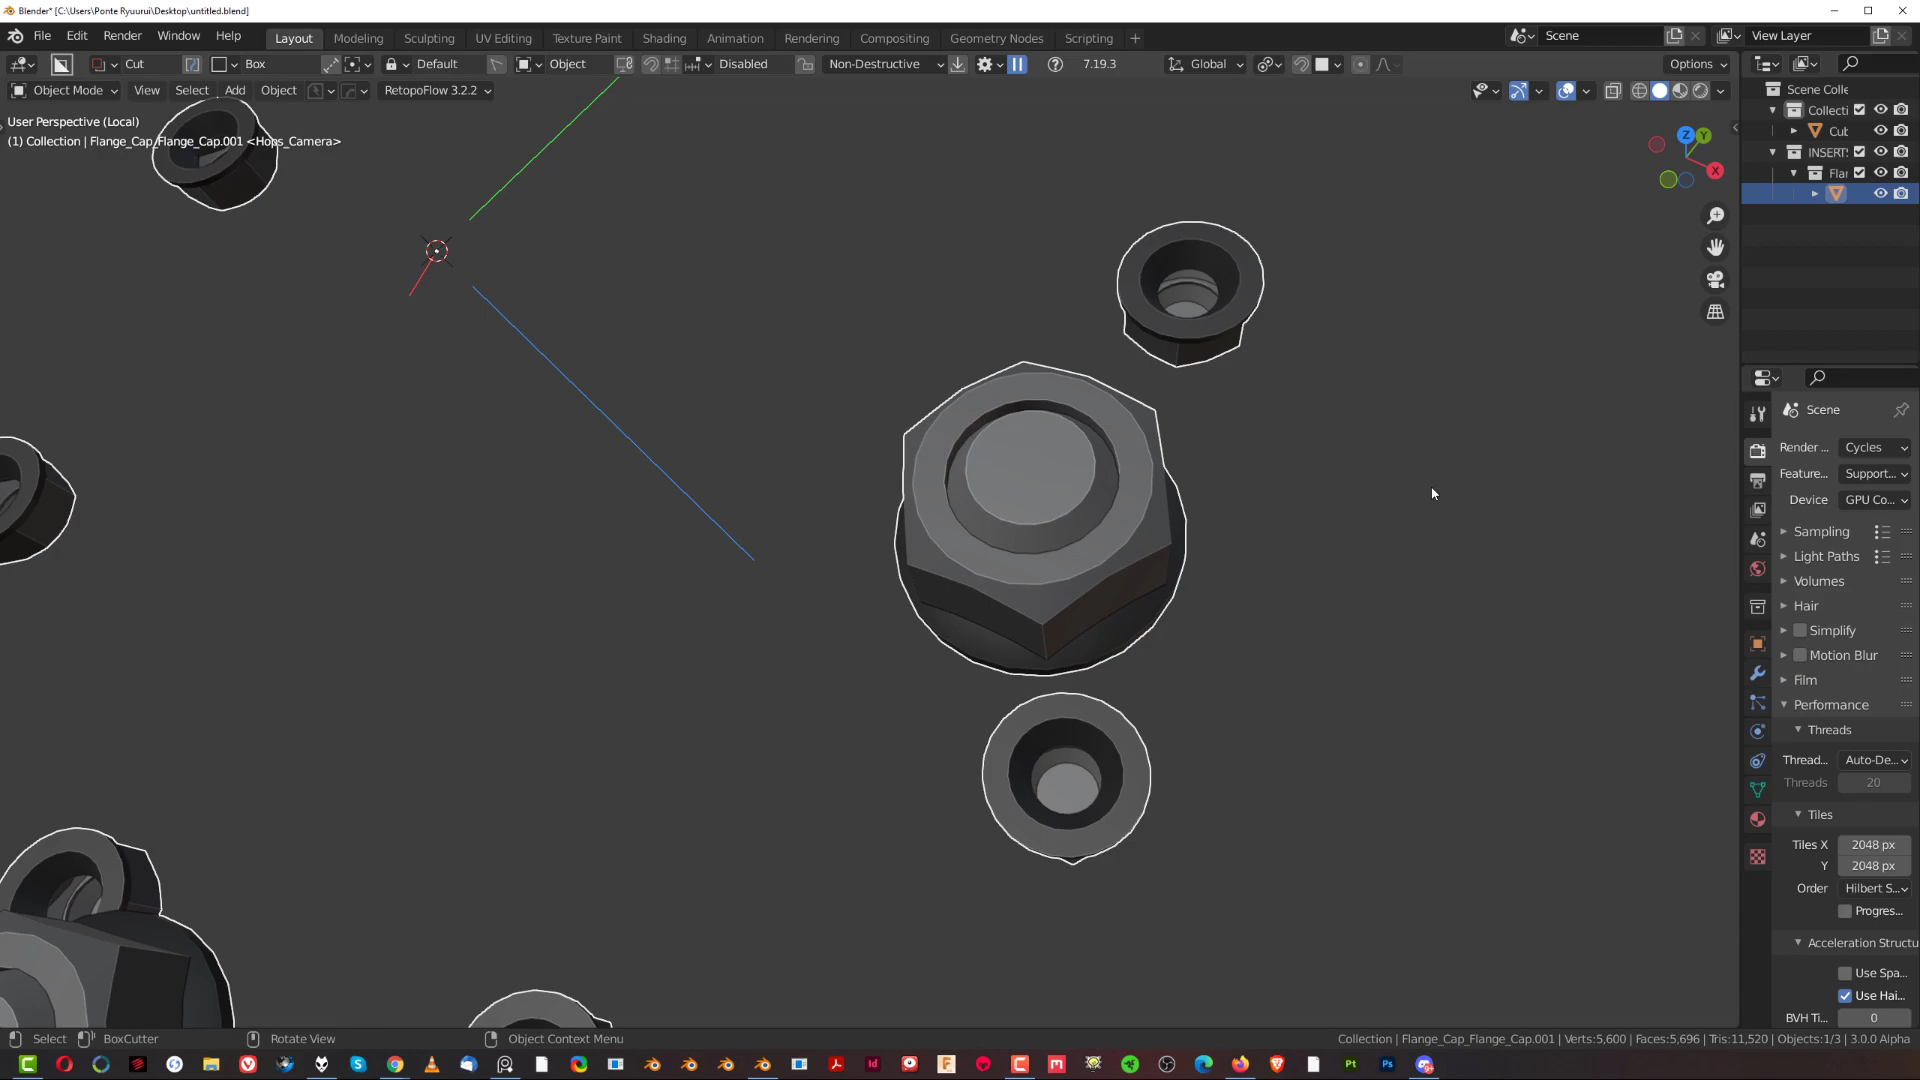 Blender* [C:\Users\Ponte Ryuurui\Desktop\untitled.blend]
File Edit Render Window Help Layout Modeling Sculpting UV Editing Texture Paint Shading Animation Rendering Compositing Geometry Nodes Scripting + Scene View Layer
Cut Box Default Object Disabled Non-Destructive 7.19.3 Global Options
Object Mode View Select Add Object RetopoFlow 3.2.2
User Perspective (Local)
(1) Collection | Flange_Cap_Flange_Cap.001 <Hops_Camera>
Z Y
X
Scene Colle
Collecti
Cub
INSERTS
Flar
Scene
Render ... Cycles
Feature... Support...
Device GPU Co...
Sampling
Light Paths
Volumes
Hair
Simplify
Motion Blur
Film
Performance
Threads
Thread... Auto-De...
Threads 20
Tiles
Tiles X 2048 px
Y 2048 px
Order Hilbert S...
Progres...
Acceleration Structu
Use Spa...
Use Hai...
BVH Ti... 0
Select BoxCutter Rotate View Object Context Menu Collection | Flange_Cap_Flange_Cap.001 | Verts:5,600 | Faces:5,696 | Tris:11,520 | Objects:1/3 | 3.0.0 Alpha